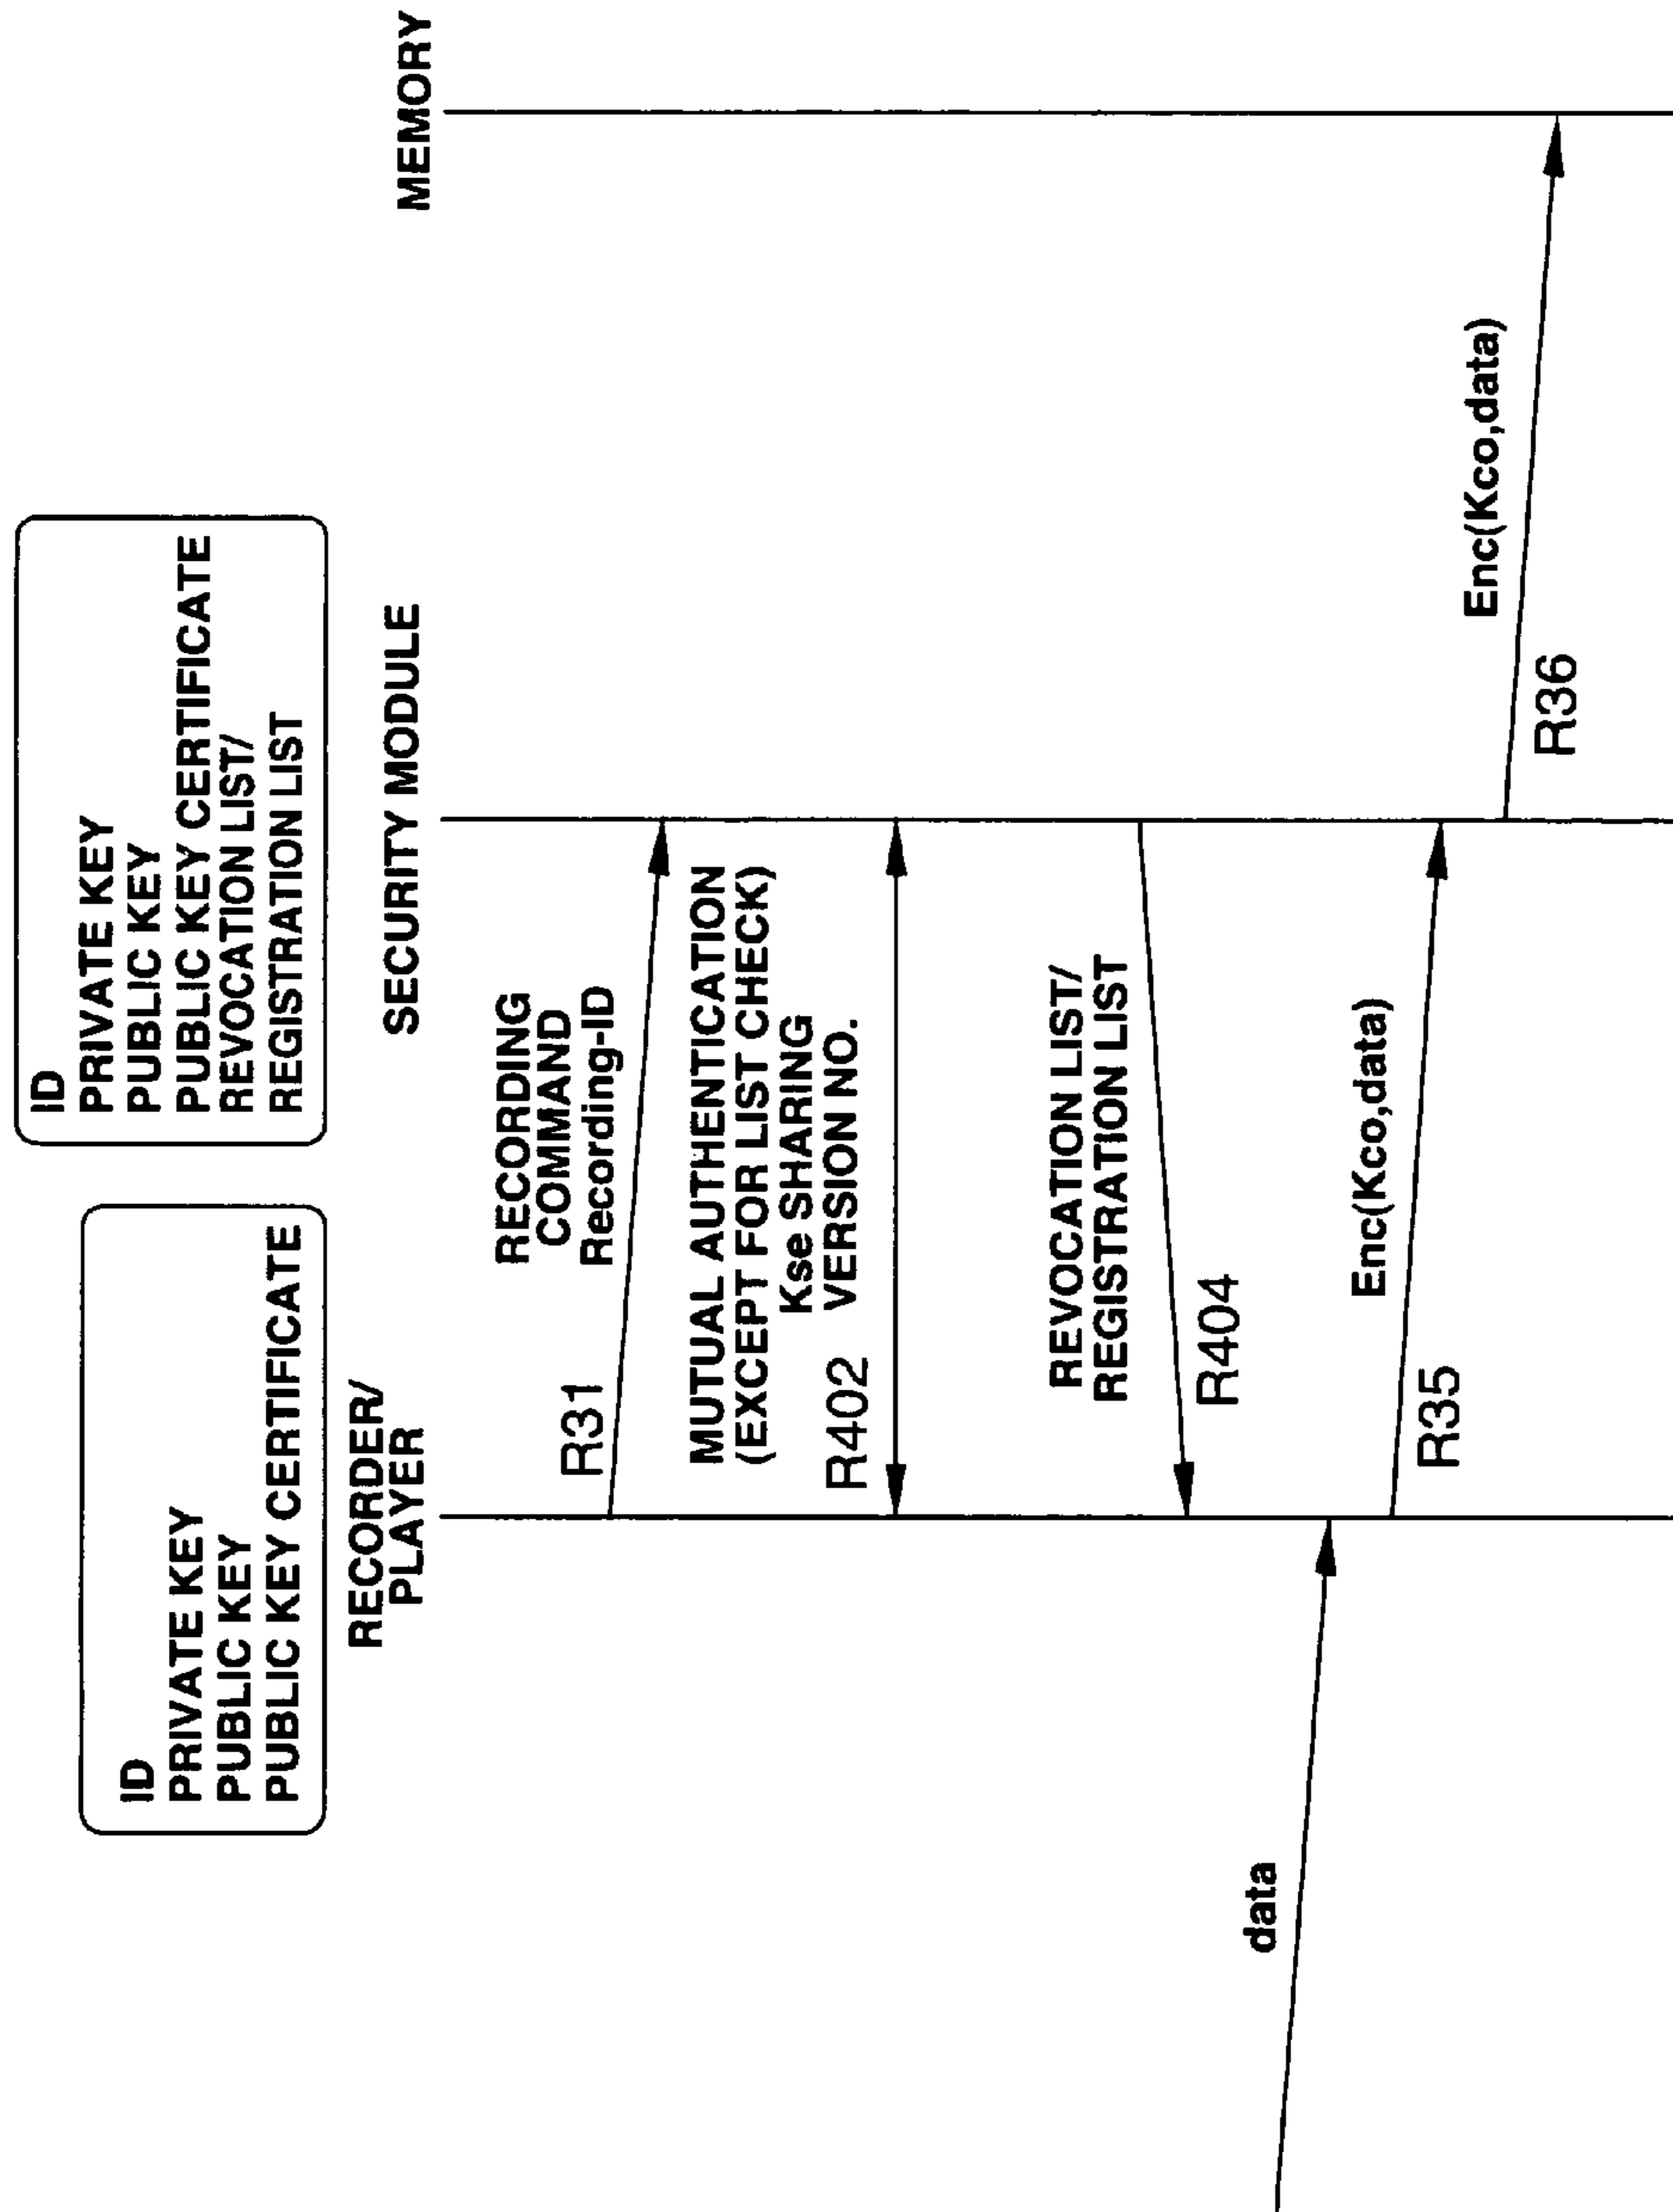 ID
PRIVATE KEY
PUBLIC KEY
PUBLIC KEY CERTIFICATE
RECORDER/
PLAYER
ID
PRIVATE KEY
PUBLIC KEY
PUBLIC KEY CERTIFICATE
REVOCATION LIST/
REGISTRATION LIST
SECURITY MODULE
MEMORY
RECORDING
COMMAND
Recording-ID
R31
MUTUAL AUTHENTICATION
(EXCEPT FOR LIST CHECK)
Kse SHARING
VERSION NO.
R402
REVOCATION LIST/
REGISTRATION LIST
R404
data
Enc(Kco,data)
R35
Enc(Kco,data)
R36